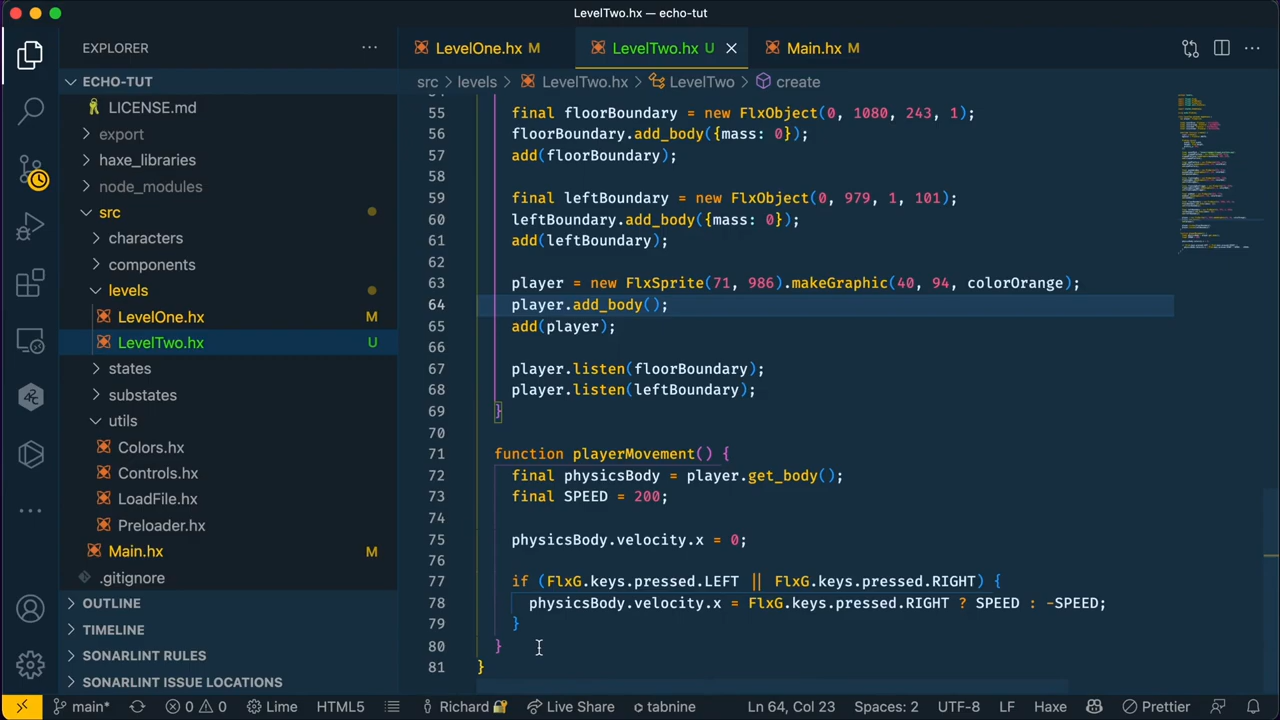 LevelTwo.hx — echo-tut
EXPLORER
LevelOne.hx M
LevelTwo.hx U
Main.hx M
src > levels > LevelTwo.hx > LevelTwo > create
ECHO-TUT
LICENSE.md
export
haxe_libraries
node_modules
src
characters
components
levels
LevelOne.hx M
LevelTwo.hx U
states
substates
utils
Colors.hx
Controls.hx
LoadFile.hx
Preloader.hx
Main.hx M
.gitignore
OUTLINE
TIMELINE
SONARLINT RULES
SONARLINT ISSUE LOCATIONS
55 final floorBoundary = new FlxObject(0, 1080, 243, 1);
56 floorBoundary.add_body({mass: 0});
57 add(floorBoundary);
58
59 final leftBoundary = new FlxObject(0, 979, 1, 101);
60 leftBoundary.add_body({mass: 0});
61 add(leftBoundary);
62
63 player = new FlxSprite(71, 986).makeGraphic(40, 94, colorOrange);
64 player.add_body();
65 add(player);
66
67 player.listen(floorBoundary);
68 player.listen(leftBoundary);
69 }
70
71 function playerMovement() {
72 final physicsBody = player.get_body();
73 final SPEED = 200;
74
75 physicsBody.velocity.x = 0;
76
77 if (FlxG.keys.pressed.LEFT || FlxG.keys.pressed.RIGHT) {
78 physicsBody.velocity.x = FlxG.keys.pressed.RIGHT ? SPEED : -SPEED;
79 }
80 }
81 }
main* 0 0 Lime HTML5 Richard Live Share tabnine Ln 64, Col 23 Spaces: 2 UTF-8 LF Haxe Prettier